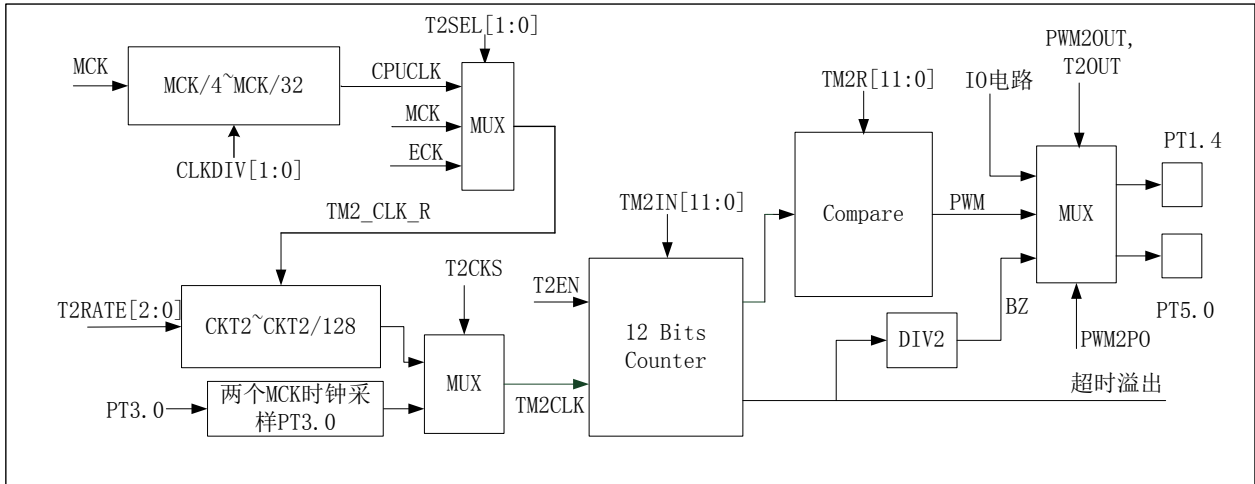 T2SEL[1:0]
MCK
MCK/4~MCK/32
CPUCLK
MCK
ECK
MUX
CLKDIV[1:0]
TM2_CLK_R
T2RATE[2:0]
CKT2~CKT2/128
T2CKS
PT3.0
两个MCK时钟采
样PT3.0
MUX
TM2CLK
T2EN
TM2IN[11:0]
12 Bits
Counter
TM2R[11:0]
Compare
PWM
DIV2
BZ
IO电路
PWM2OUT,
T2OUT
MUX
PT1.4
PT5.0
PWM2PO
超时溢出